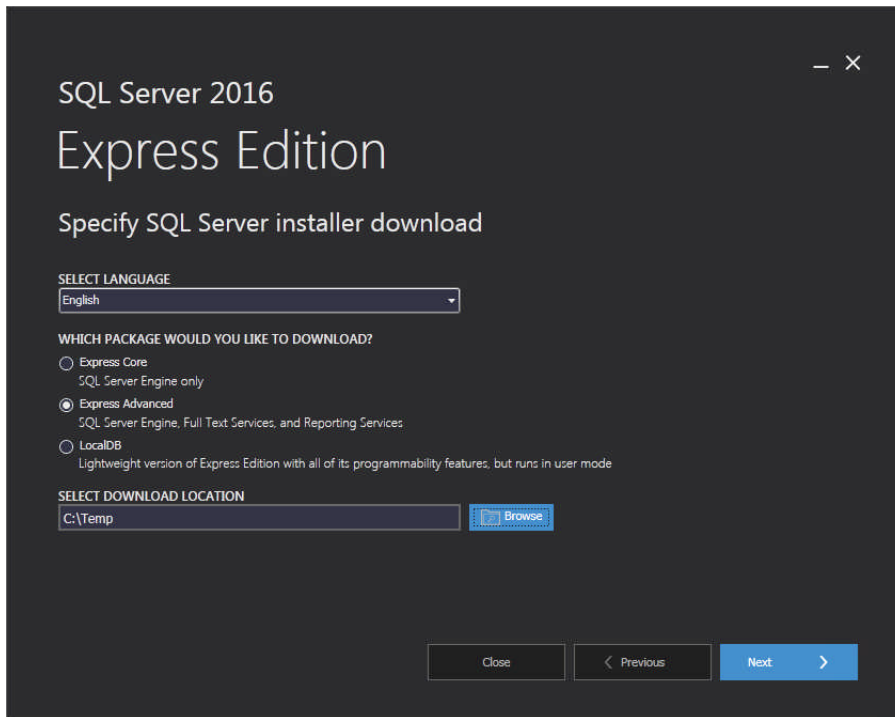 SQL Server 2016
Express Edition
Specify SQL Server installer download
SELECT LANGUAGE
English
WHICH PACKAGE WOULD YOU LIKE TO DOWNLOAD?
Express Core
SQL Server Engine only
Express Advanced
SQL Server Engine, Full Text Services, and Reporting Services
LocalDB
Lightweight version of Express Edition with all of its programmability features, but runs in user mode
SELECT DOWNLOAD LOCATION
C:\Temp
Browse
Close
Previous
Next